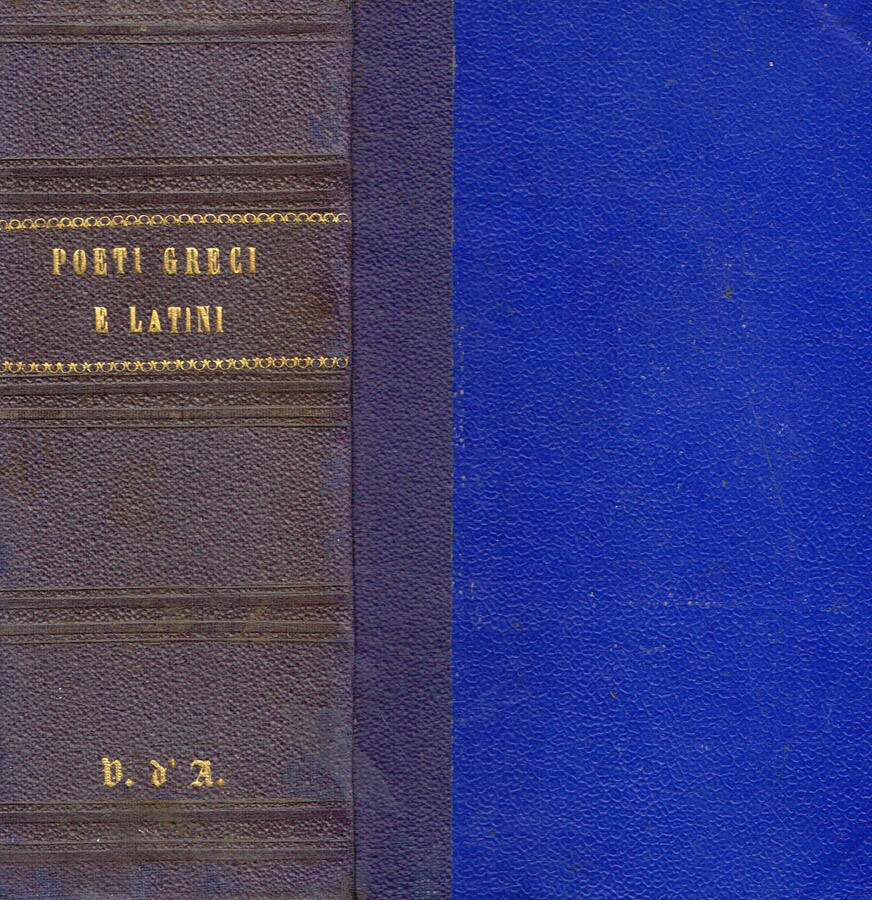 POETI GRECI
E LATINI
V. d' A.